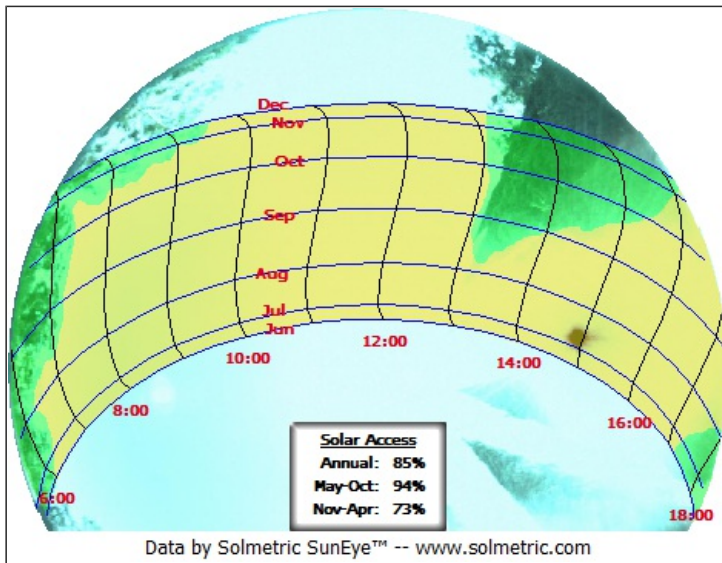 Dec
Nov
Oct
Sep
Aug
Jul
Jun
12:00
10:00
14:00
8:00
16:00
6:00
18:00
Solar Access
Annual: 85%
May-Oct: 94%
Nov-Apr: 73%
Data by Solmetric SunEye™ -- www.solmetric.com